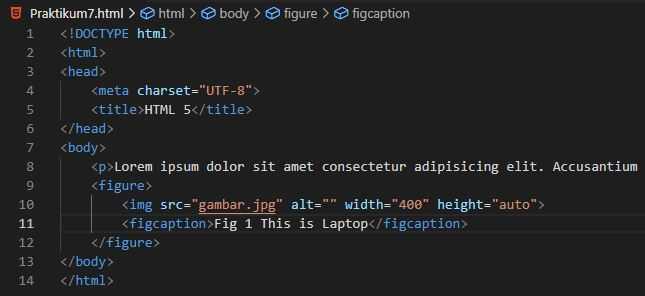 Praktikum7.html > html > body > figure > figcaption
1 <!DOCTYPE html>
2 <html>
3 <head>
4     <meta charset="UTF-8">
5     <title>HTML 5</title>
6 </head>
7 <body>
8     <p>Lorem ipsum dolor sit amet consectetur adipisicing elit. Accusantium
9     <figure>
10         <img src="gambar.jpg" alt="" width="400" height="auto">
11         <figcaption>Fig 1 This is Laptop</figcaption>
12     </figure>
13 </body>
14 </html>